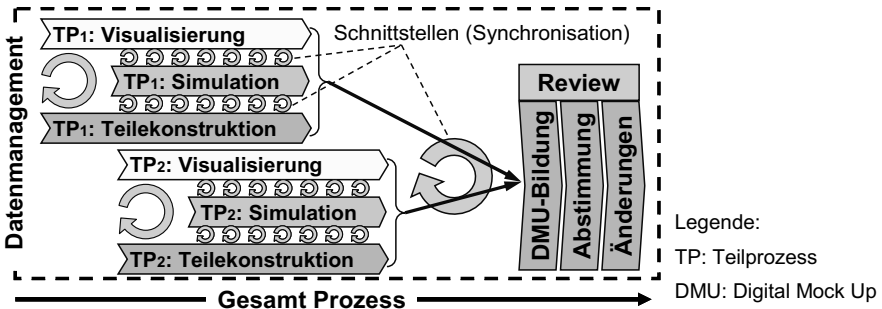 Datenmanagement
TP1: Visualisierung
TP1: Simulation
TP1: Teilekonstruktion
Schnittstellen (Synchronisation)
TP2: Visualisierung
TP2: Simulation
TP2: Teilekonstruktion
Review
DMU-Bildung
Abstimmung
Änderungen
Gesamt Prozess
Legende:
TP: Teilprozess
DMU: Digital Mock Up